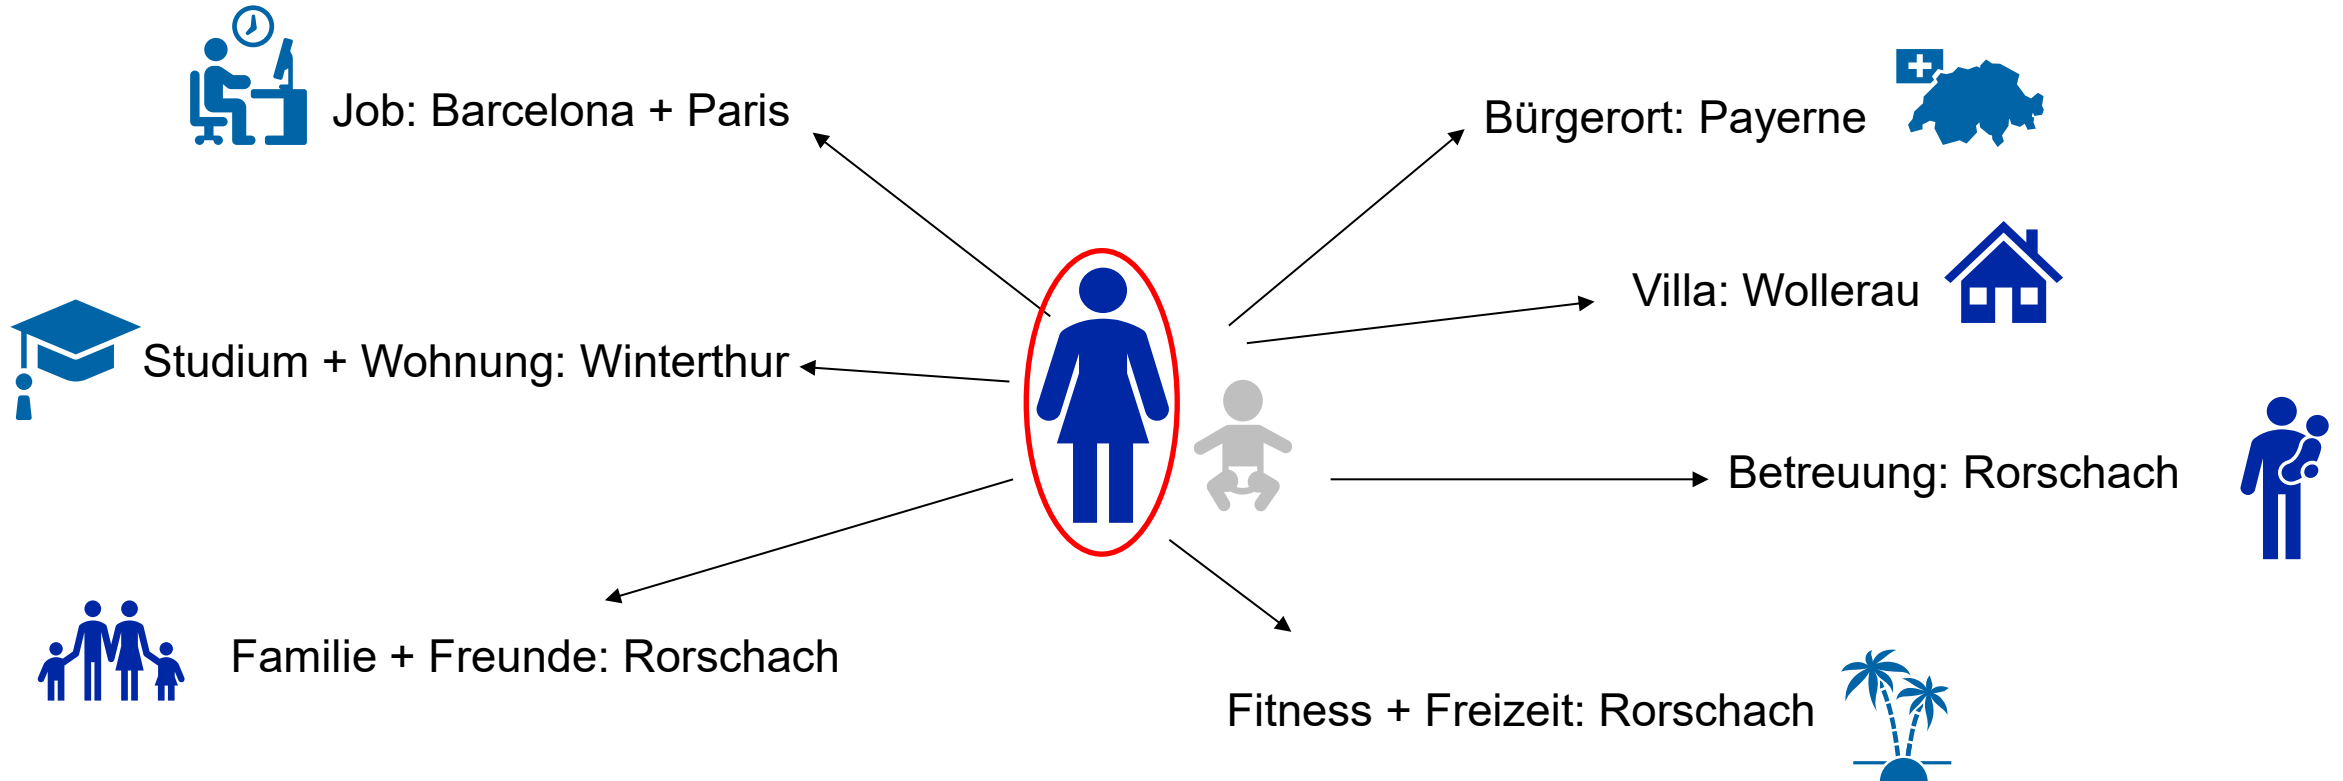 Job: Barcelona + Paris
Bürgerort: Payerne
Villa: Wollerau
Studium + Wohnung: Winterthur
Betreuung: Rorschach
Familie + Freunde: Rorschach
Fitness + Freizeit: Rorschach